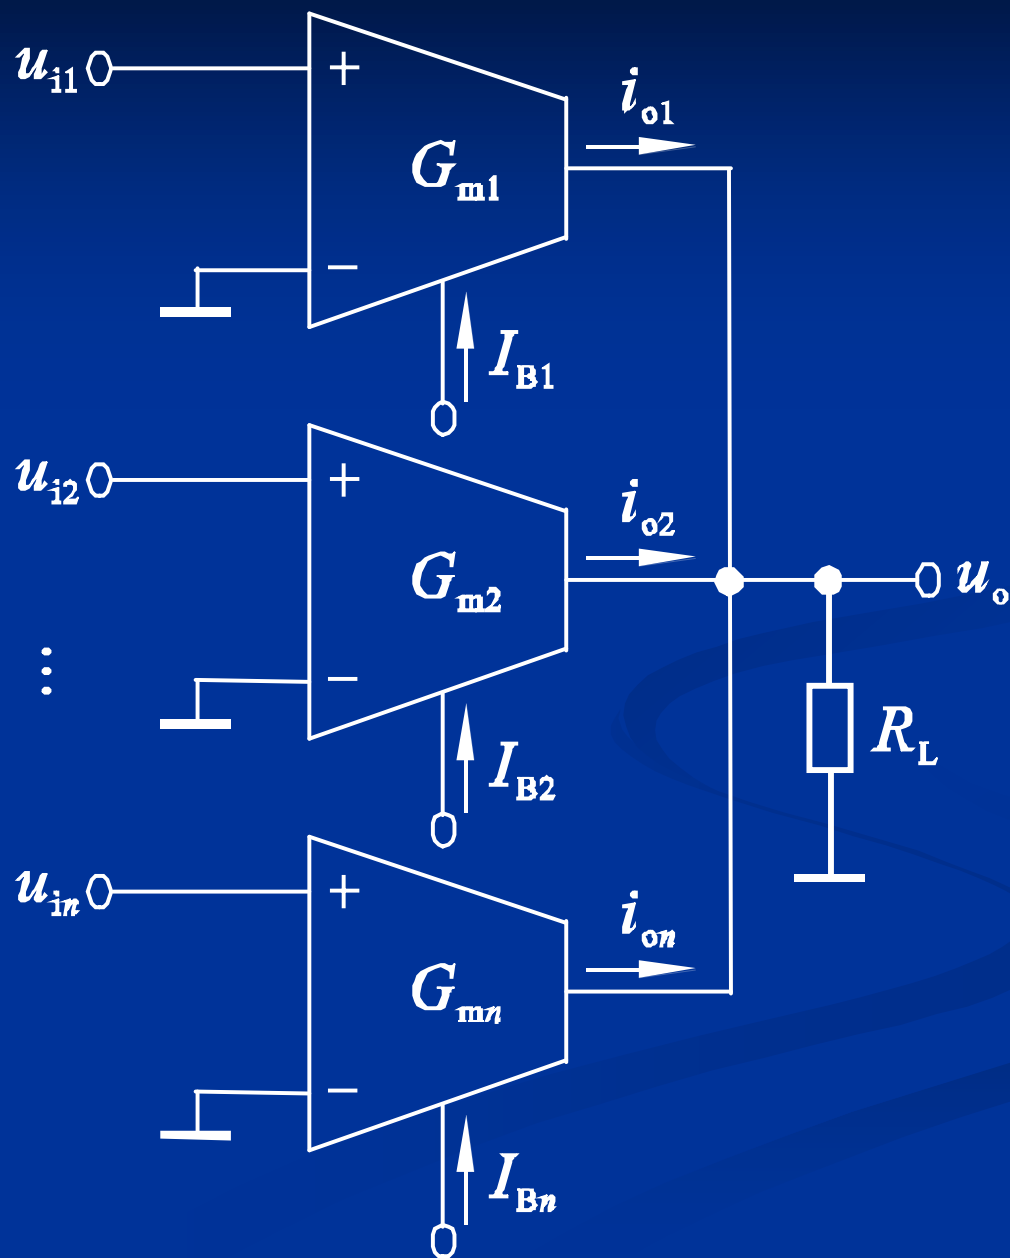 u_i1
+
i_o1
G_m1
−
I_B1
u_i2
+
i_o2
G_m2
u_o
⋮
−
R_L
I_B2
u_in
+
i_on
G_mn
−
I_Bn